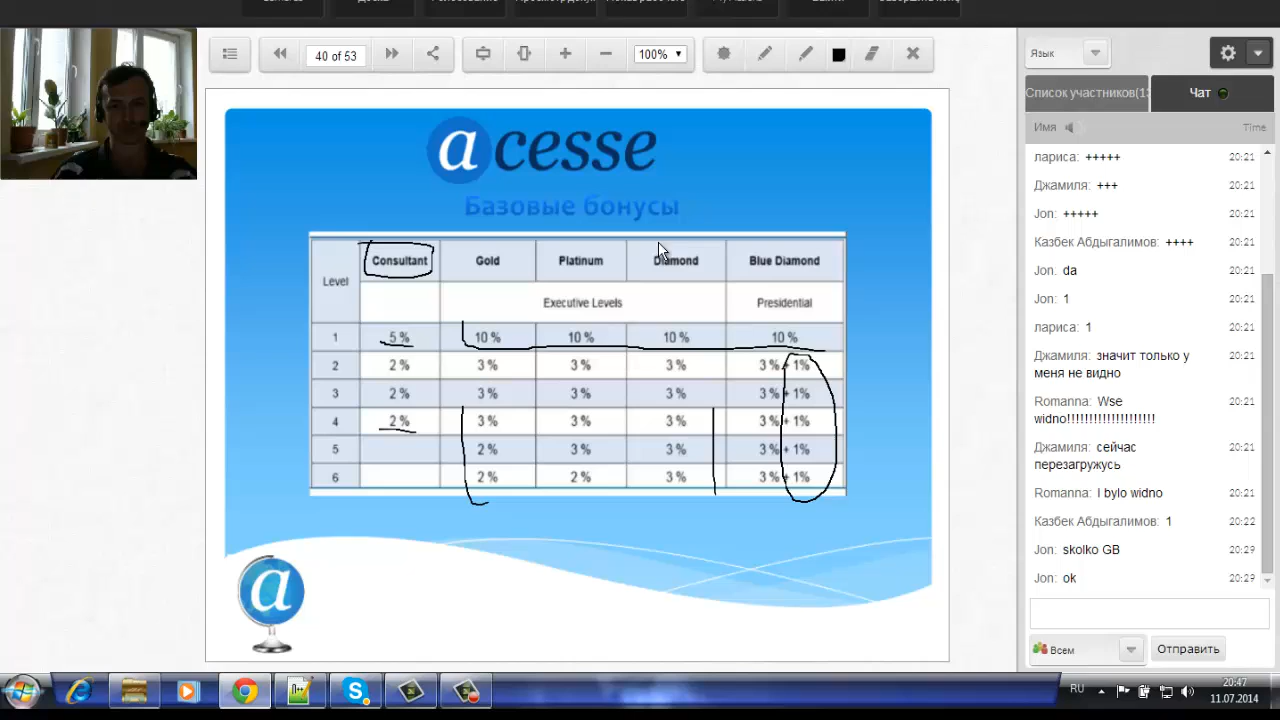 40 of 53
100%
Язык
Список участников(1
Чат
Имя
Time
acesse
Базовые бонусы
Level
Consultant
Gold
Platinum
Diamond
Blue Diamond
Executive Levels
Presidential
1 5 % 10 % 10 % 10 % 10 %
2 2 % 3 % 3 % 3 % 3 % + 1%
3 2 % 3 % 3 % 3 % 3 % + 1%
4 2 % 3 % 3 % 3 % 3 % + 1%
5 2 % 3 % 3 % 3 % + 1%
6 2 % 2 % 3 % 3 % + 1%
a
лариса: +++++ 20:21
Джамиля: +++ 20:21
Jon: +++++ 20:21
Казбек Абдыгалимов: ++++ 20:21
Jon: da 20:21
Jon: 1 20:21
лариса: 1 20:21
Джамиля: значит только у 20:21
меня не видно
Romanna: Wse 20:21
widno!!!!!!!!!!!!!!!!!!!!
Джамиля: сейчас 20:21
перезагружусь
Romanna: I bylo widno 20:21
Казбек Абдыгалимов: 1 20:22
Jon: skolko GB 20:29
Jon: ok 20:29
Всем
Отправить
RU
20:47
11.07.2014